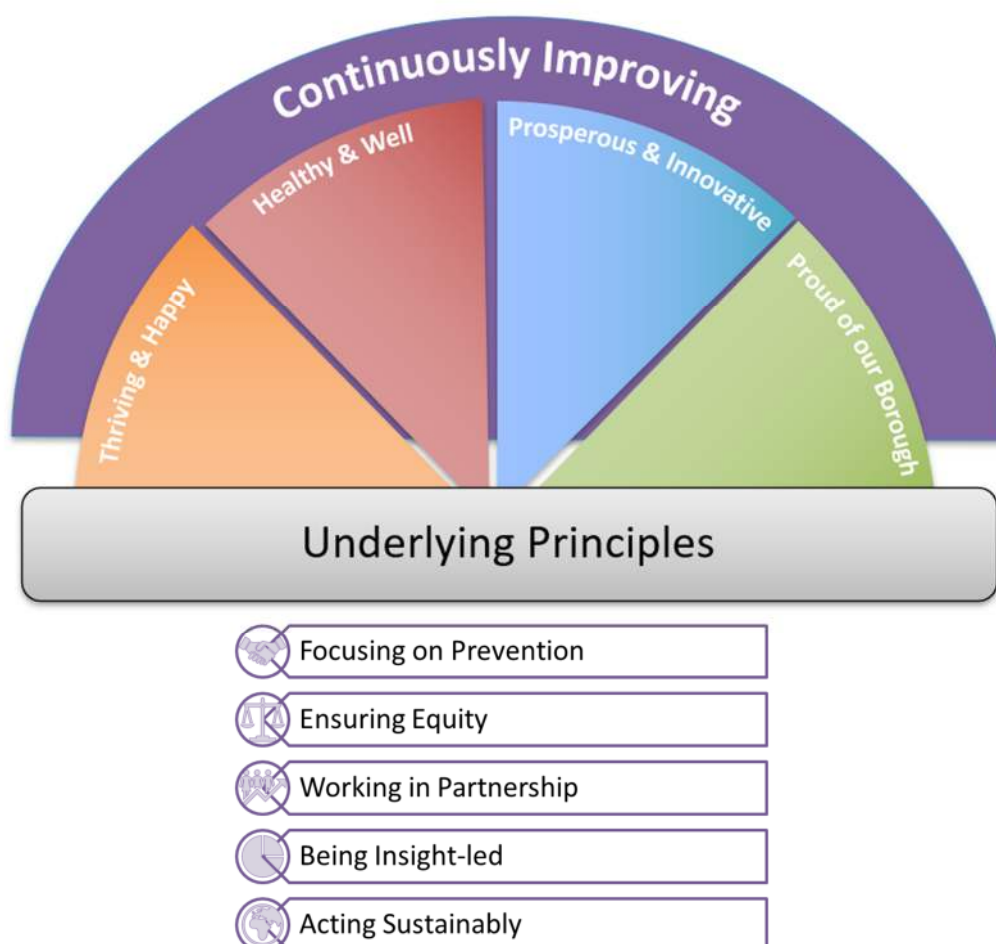 Continuously Improving
Thriving & Happy
Healthy & Well
Prosperous & Innovative
Proud of our Borough
Underlying Principles
Focusing on Prevention
Ensuring Equity
Working in Partnership
Being Insight-led
Acting Sustainably